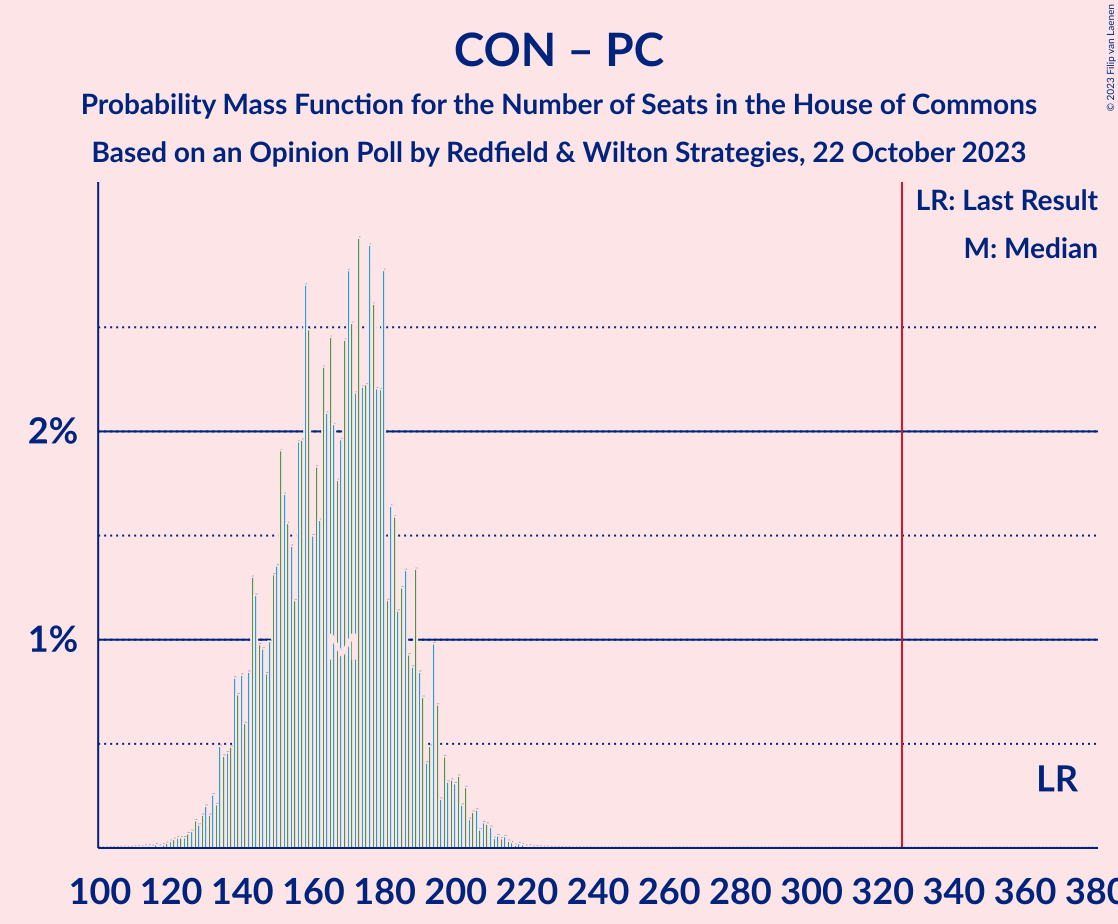 CON – PC
Probability Mass Function for the Number of Seats in the House of Commons
Based on an Opinion Poll by Redfield & Wilton Strategies, 22 October 2023
© 2023 Filip van Laenen
LR: Last Result
M: Median
2%
1%
M
LR
100 120 140 160 180 200 220 240 260 280 300 320 340 360 380